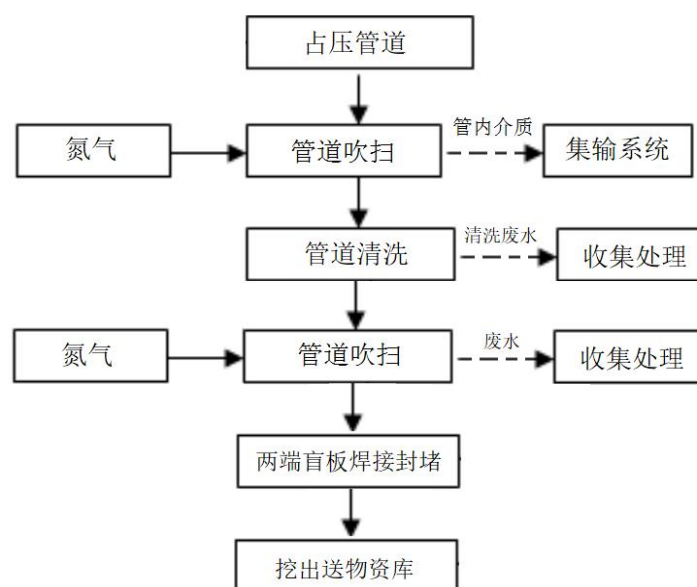 占压管道
氮气
管道吹扫
管内介质
集输系统
管道清洗
清洗废水
收集处理
氮气
管道吹扫
废水
收集处理
两端盲板焊接封堵
挖出送物资库